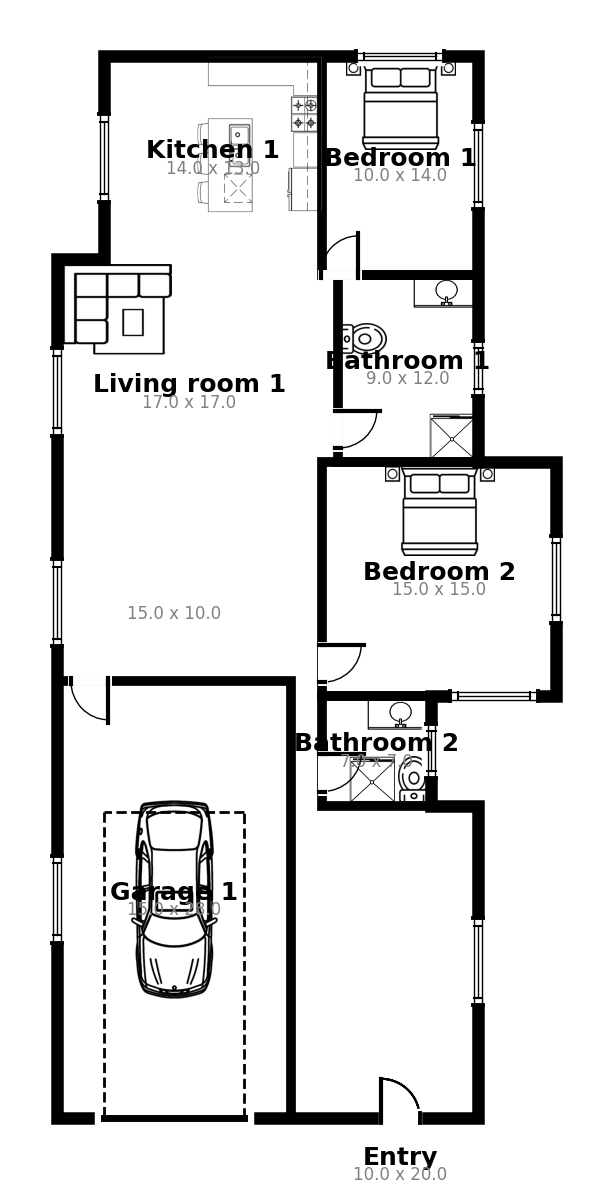 Kitchen 1
14.0 x 13.0
Bedroom 1
10.0 x 14.0
Bathroom 1
9.0 x 12.0
Living room 1
17.0 x 17.0
Bedroom 2
15.0 x 15.0
15.0 x 10.0
Bathroom 2
7.0 x 7.0
Garage 1
15.0 x 28.0
Entry
10.0 x 20.0